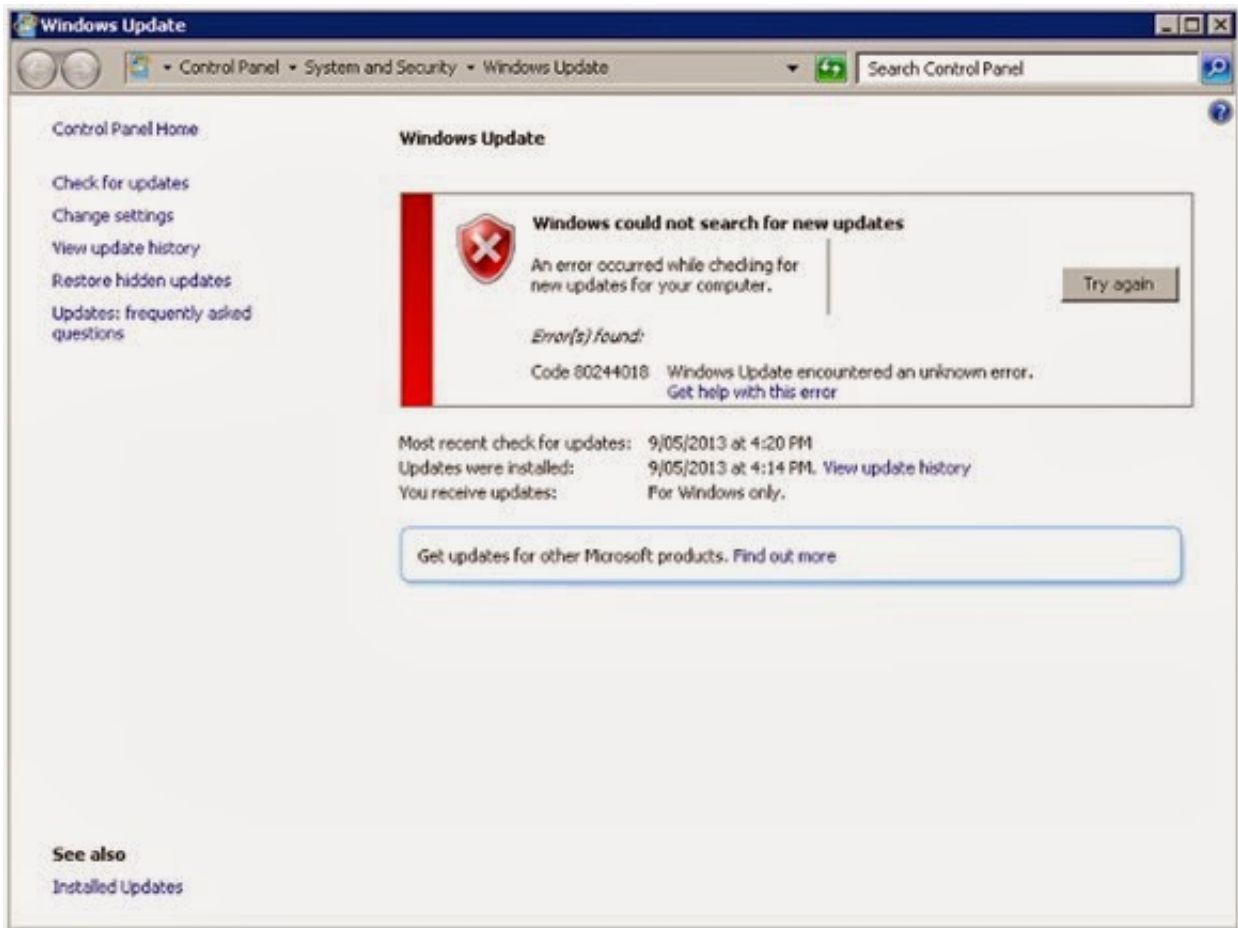 Windows Update
Control Panel • System and Security • Windows Update
Search Control Panel
Control Panel Home
Check for updates
Change settings
View update history
Restore hidden updates
Updates: frequently asked
questions
Windows Update
Windows could not search for new updates
An error occurred while checking for
new updates for your computer.
Try again
Error(s) found:
Code 80244018 Windows Update encountered an unknown error.
Get help with this error
Most recent check for updates: 9/05/2013 at 4:20 PM
Updates were installed: 9/05/2013 at 4:14 PM. View update history
You receive updates: For Windows only.
Get updates for other Microsoft products. Find out more
See also
Installed Updates